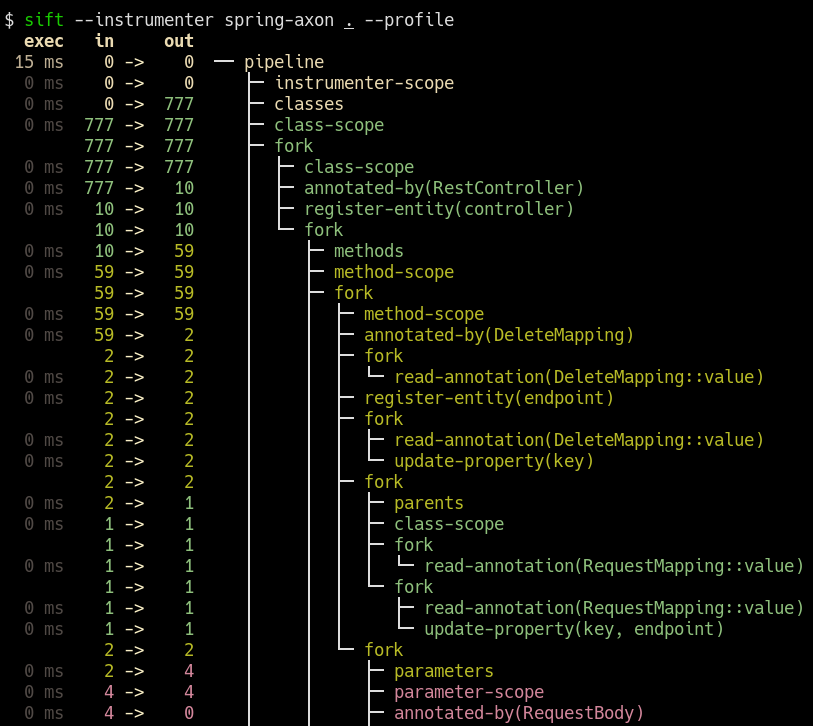 $ sift --instrumenter spring-axon . --profile
exec in out
15 ms 0 -> 0 pipeline
0 ms 0 -> 0 instrumenter-scope
0 ms 0 -> 777 classes
0 ms 777 -> 777 class-scope
777 -> 777 fork
0 ms 777 -> 777 class-scope
0 ms 777 -> 10 annotated-by(RestController)
0 ms 10 -> 10 register-entity(controller)
10 -> 10 fork
0 ms 10 -> 59 methods
0 ms 59 -> 59 method-scope
59 -> 59 fork
0 ms 59 -> 59 method-scope
0 ms 59 -> 2 annotated-by(DeleteMapping)
2 -> 2 fork
0 ms 2 -> 2 read-annotation(DeleteMapping::value)
0 ms 2 -> 2 register-entity(endpoint)
2 -> 2 fork
0 ms 2 -> 2 read-annotation(DeleteMapping::value)
0 ms 2 -> 2 update-property(key)
2 -> 2 fork
0 ms 2 -> 1 parents
0 ms 1 -> 1 class-scope
1 -> 1 fork
0 ms 1 -> 1 read-annotation(RequestMapping::value)
1 -> 1 fork
0 ms 1 -> 1 read-annotation(RequestMapping::value)
0 ms 1 -> 1 update-property(key, endpoint)
2 -> 2 fork
0 ms 2 -> 4 parameters
0 ms 4 -> 4 parameter-scope
0 ms 4 -> 0 annotated-by(RequestBody)